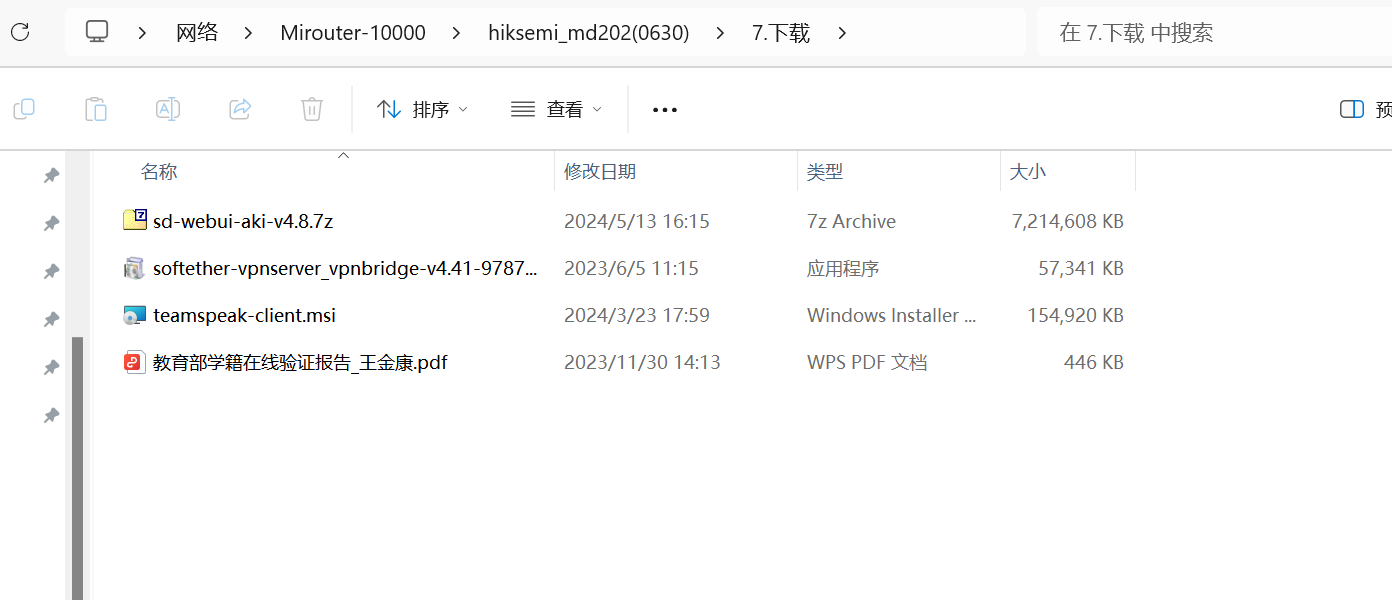 网络 Mirouter-10000 hiksemi_md202(0630) 7.下载 在 7.下载 中搜索
排序 查看 ••• 预
名称 修改日期 类型 大小
sd-webui-aki-v4.8.7z 2024/5/13 16:15 7z Archive 7,214,608 KB
softether-vpnserver_vpnbridge-v4.41-9787... 2023/6/5 11:15 应用程序 57,341 KB
teamspeak-client.msi 2024/3/23 17:59 Windows Installer ... 154,920 KB
教育部学籍在线验证报告_王金康.pdf 2023/11/30 14:13 WPS PDF 文档 446 KB